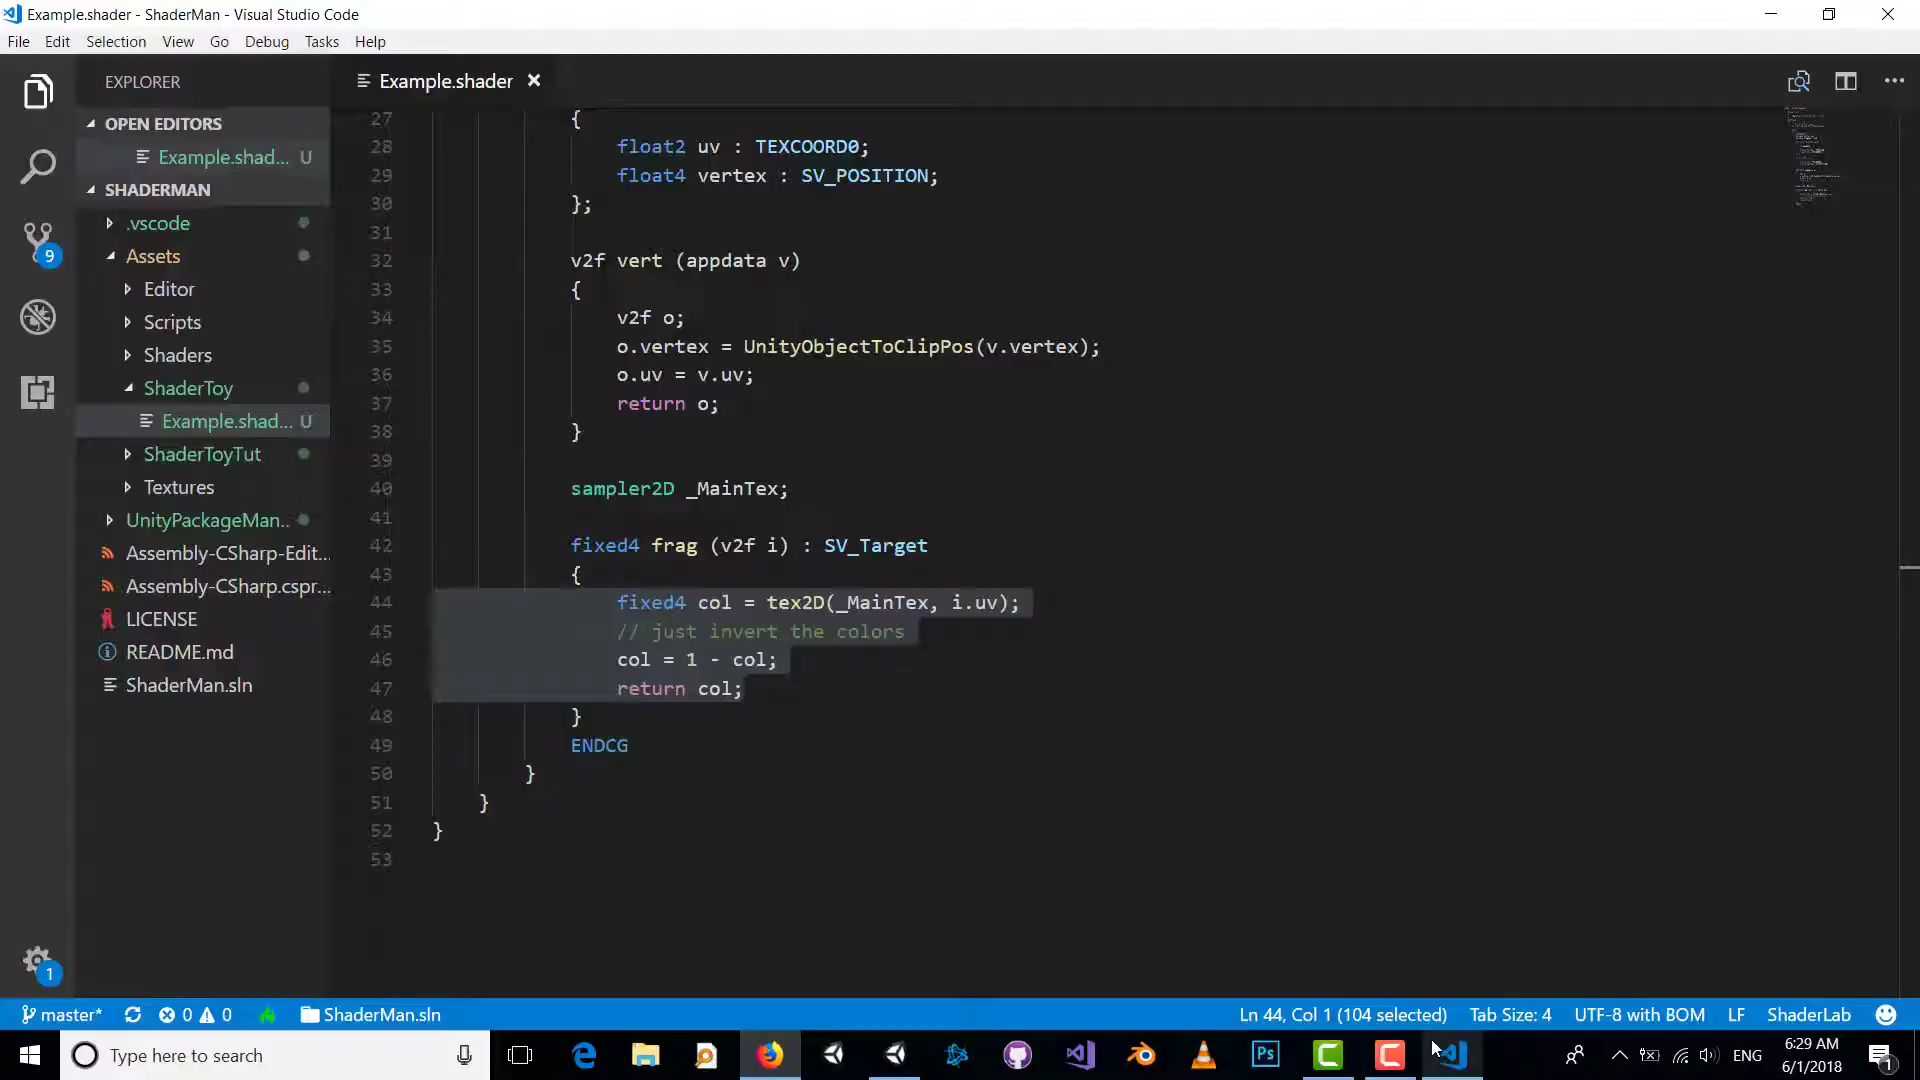 Example.shader - ShaderMan - Visual Studio Code
File Edit Selection View Go Debug Tasks Help
EXPLORER
Example.shader
OPEN EDITORS
Example.shad... U
SHADERMAN
.vscode
Assets
Editor
Scripts
Shaders
ShaderToy
Example.shad... U
ShaderToyTut
Textures
UnityPackageMan..
Assembly-CSharp-Edit...
Assembly-CSharp.cspr...
LICENSE
README.md
ShaderMan.sln
9
1
27 {
28 float2 uv : TEXCOORD0;
29 float4 vertex : SV_POSITION;
30 };
31
32 v2f vert (appdata v)
33 {
34 v2f o;
35 o.vertex = UnityObjectToClipPos(v.vertex);
36 o.uv = v.uv;
37 return o;
38 }
39
40 sampler2D _MainTex;
41
42 fixed4 frag (v2f i) : SV_Target
43 {
44 fixed4 col = tex2D(_MainTex, i.uv);
45 // just invert the colors
46 col = 1 - col;
47 return col;
48 }
49 ENDCG
50 }
51 }
52 }
53
master* 0 0 ShaderMan.sln Ln 44, Col 1 (104 selected) Tab Size: 4 UTF-8 with BOM LF ShaderLab
Type here to search
Ps
ENG
6:29 AM
6/1/2018
1